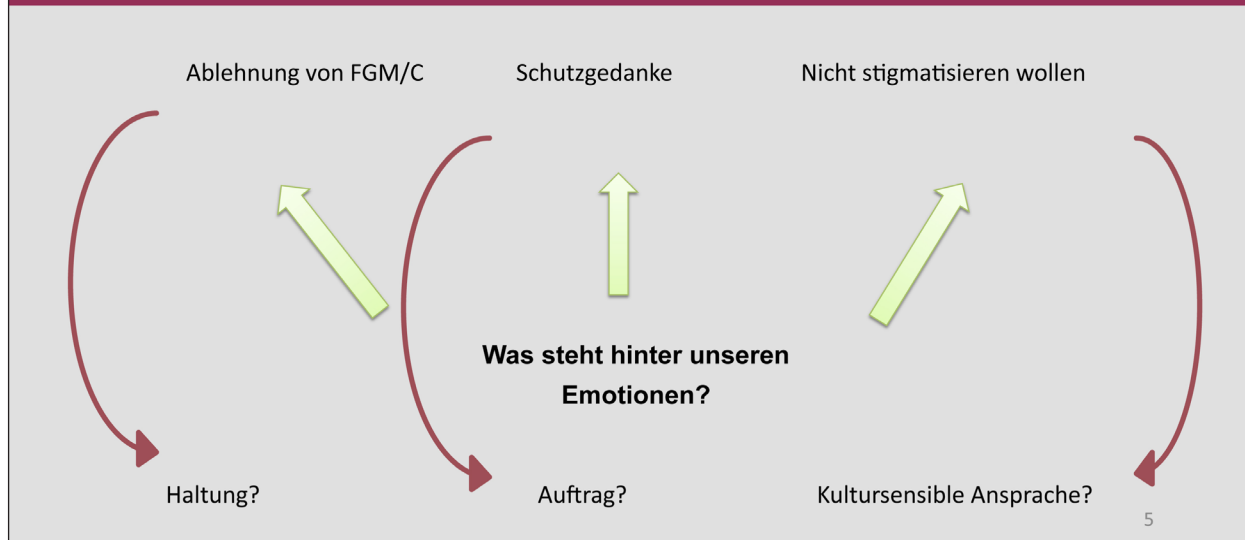 Ablehnung von FGM/C
Schutzgedanke
Nicht stigmatisieren wollen
Was steht hinter unseren
Emotionen?
Haltung?
Auftrag?
Kultursensible Ansprache?
5